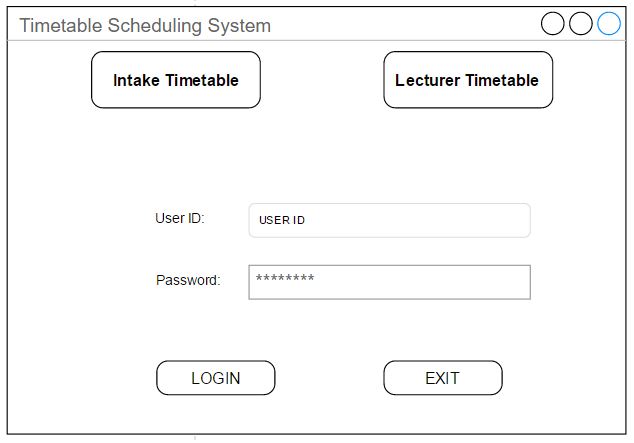 Timetable Scheduling System
Intake Timetable
Lecturer Timetable
User ID:
USER ID
Password:
********
LOGIN
EXIT